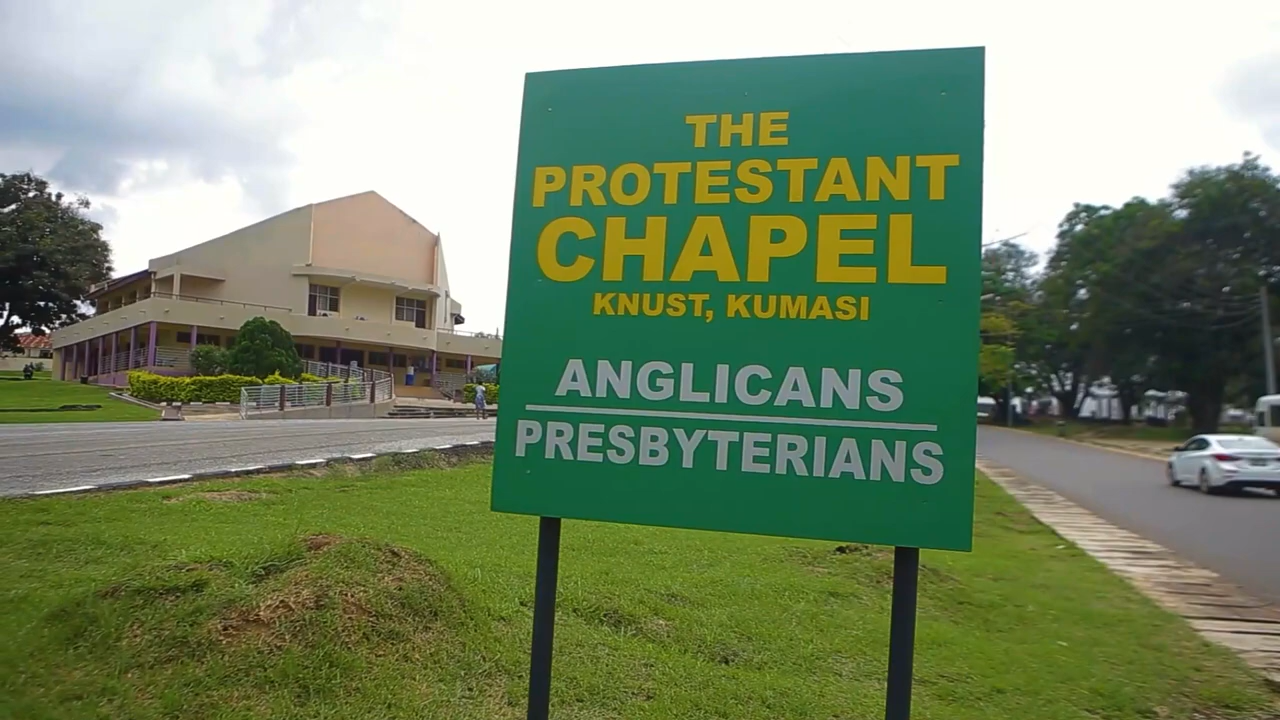 THE
PROTESTANT
CHAPEL
KNUST, KUMASI
ANGLICANS
PRESBYTERIANS